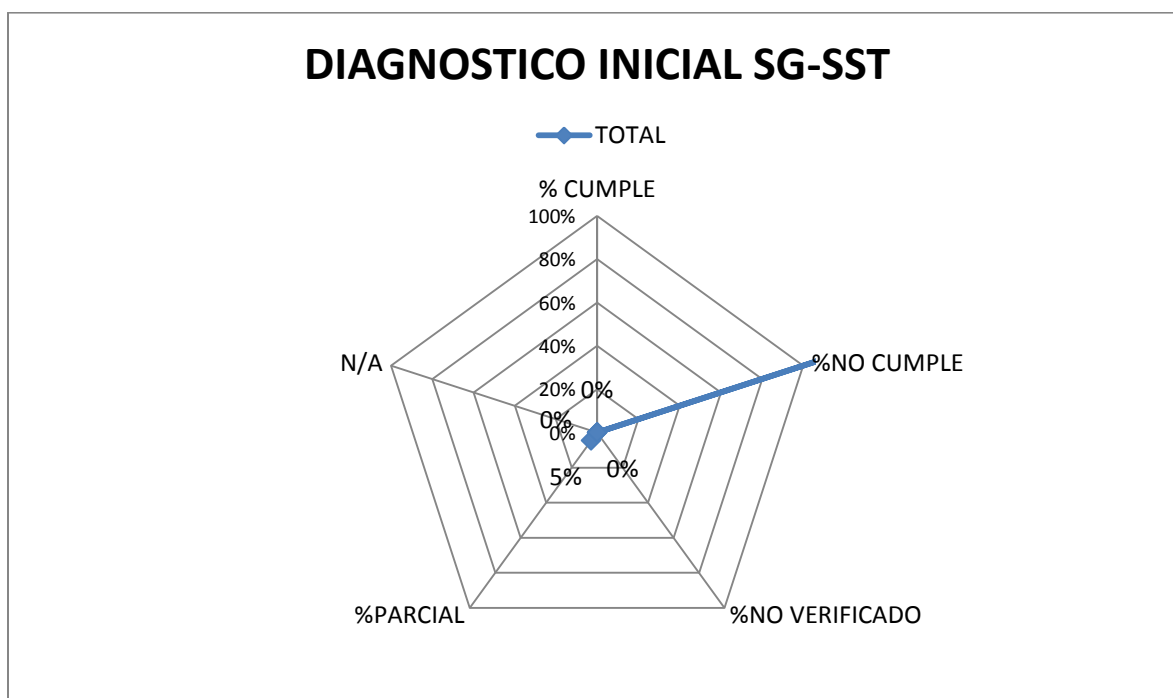 DIAGNOSTICO INICIAL SG-SST
TOTAL
% CUMPLE
100%
80%
60%
40%
20%
0%
0%
0%
0%
5%
N/A
%NO CUMPLE
%PARCIAL
%NO VERIFICADO